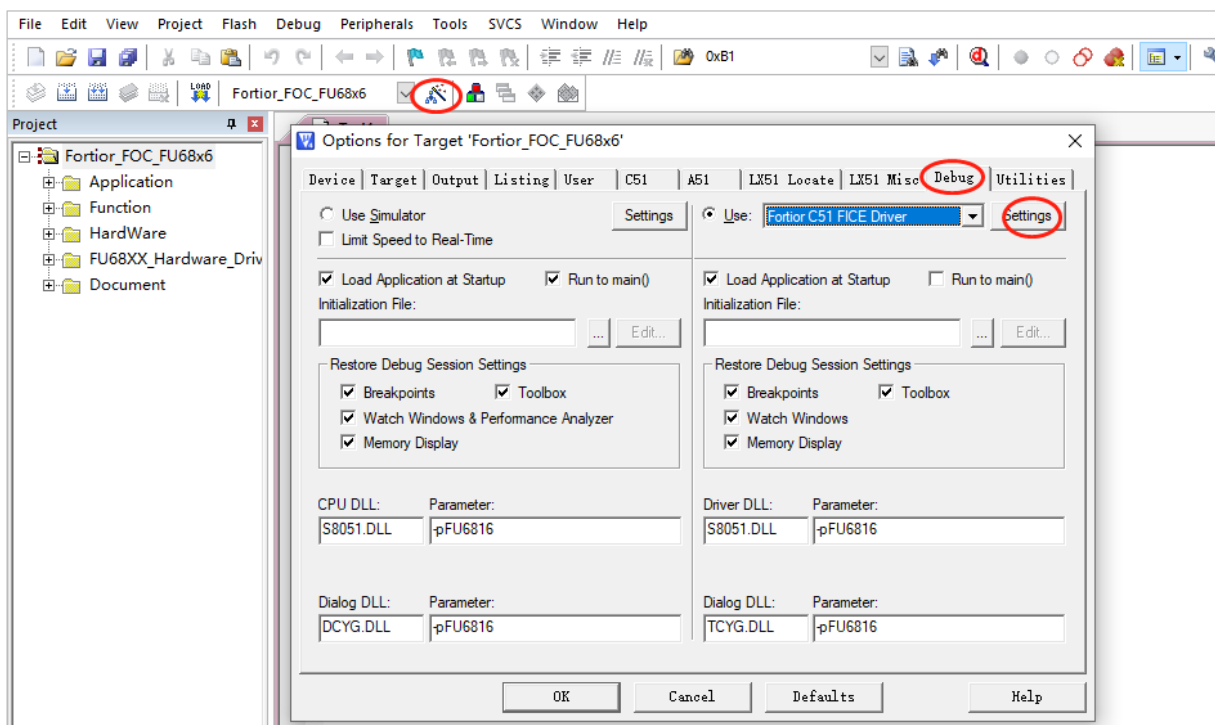 File Edit View Project Flash Debug Peripherals Tools SVCS Window Help
0xB1
LOAD Fortior_FOC_FU68x6
Project
Options for Target 'Fortior_FOC_FU68x6'
Fortior_FOC_FU68x6
Application
Function
HardWare
FU68XX_Hardware_Driv
Document
Device Target Output Listing User C51 A51 LX51 Locate LX51 Misc Debug Utilities
Use Simulator Settings Use: Fortior C51 FICE Driver Settings
Limit Speed to Real-Time
Load Application at Startup Run to main() Load Application at Startup Run to main()
Initialization File: Initialization File:
... Edit... ... Edit...
Restore Debug Session Settings Restore Debug Session Settings
Breakpoints Toolbox Breakpoints Toolbox
Watch Windows & Performance Analyzer Watch Windows
Memory Display Memory Display
CPU DLL: Parameter: Driver DLL: Parameter:
S8051.DLL -pFU6816 S8051.DLL -pFU6816
Dialog DLL: Parameter: Dialog DLL: Parameter:
DCYG.DLL -pFU6816 TCYG.DLL -pFU6816
OK Cancel Defaults Help